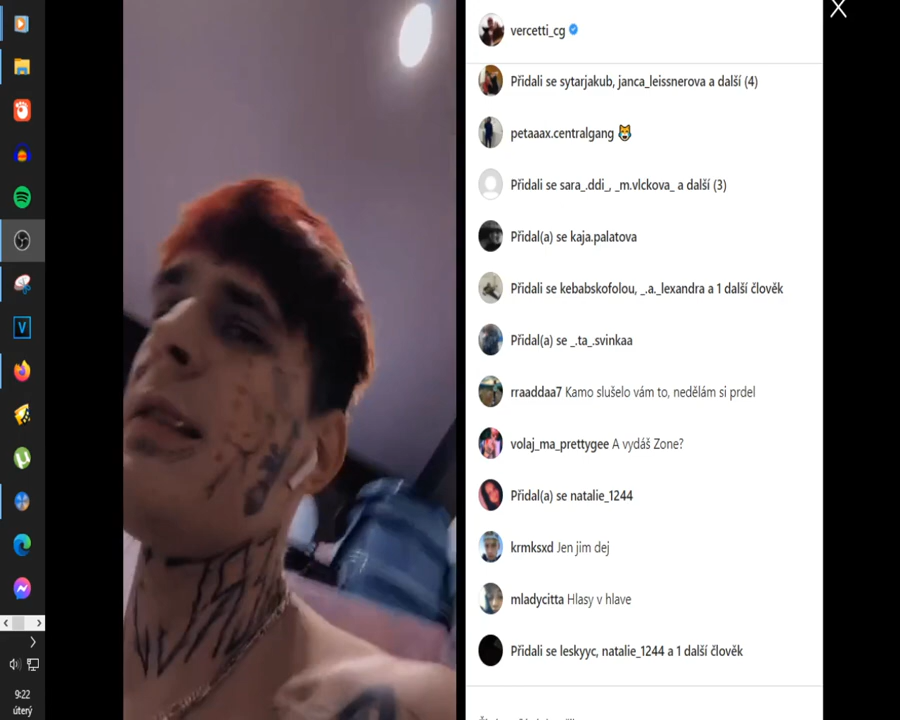 vercetti_cg
Přidali se sytarjakub, janca_leissnerova a další (4)
petaaax.centralgang 😹
Přidali se sara_.ddi_, _m.vlckova_ a další (3)
Přidal(a) se kaja.palatova
Přidali se kebabskofolou, _.a._lexandra a 1 další člověk
Přidal(a) se _.ta_.svinkaa
rraaddaa7 Kamo slušelo vám to, nedělám si prdel
volaj_ma_prettygee A vydáš Zone?
Přidal(a) se natalie_1244
krmksxd Jen jim dej
mladycitta Hlasy v hlave
Přidali se leskyyc, natalie_1244 a 1 další člověk
9:22
úterý